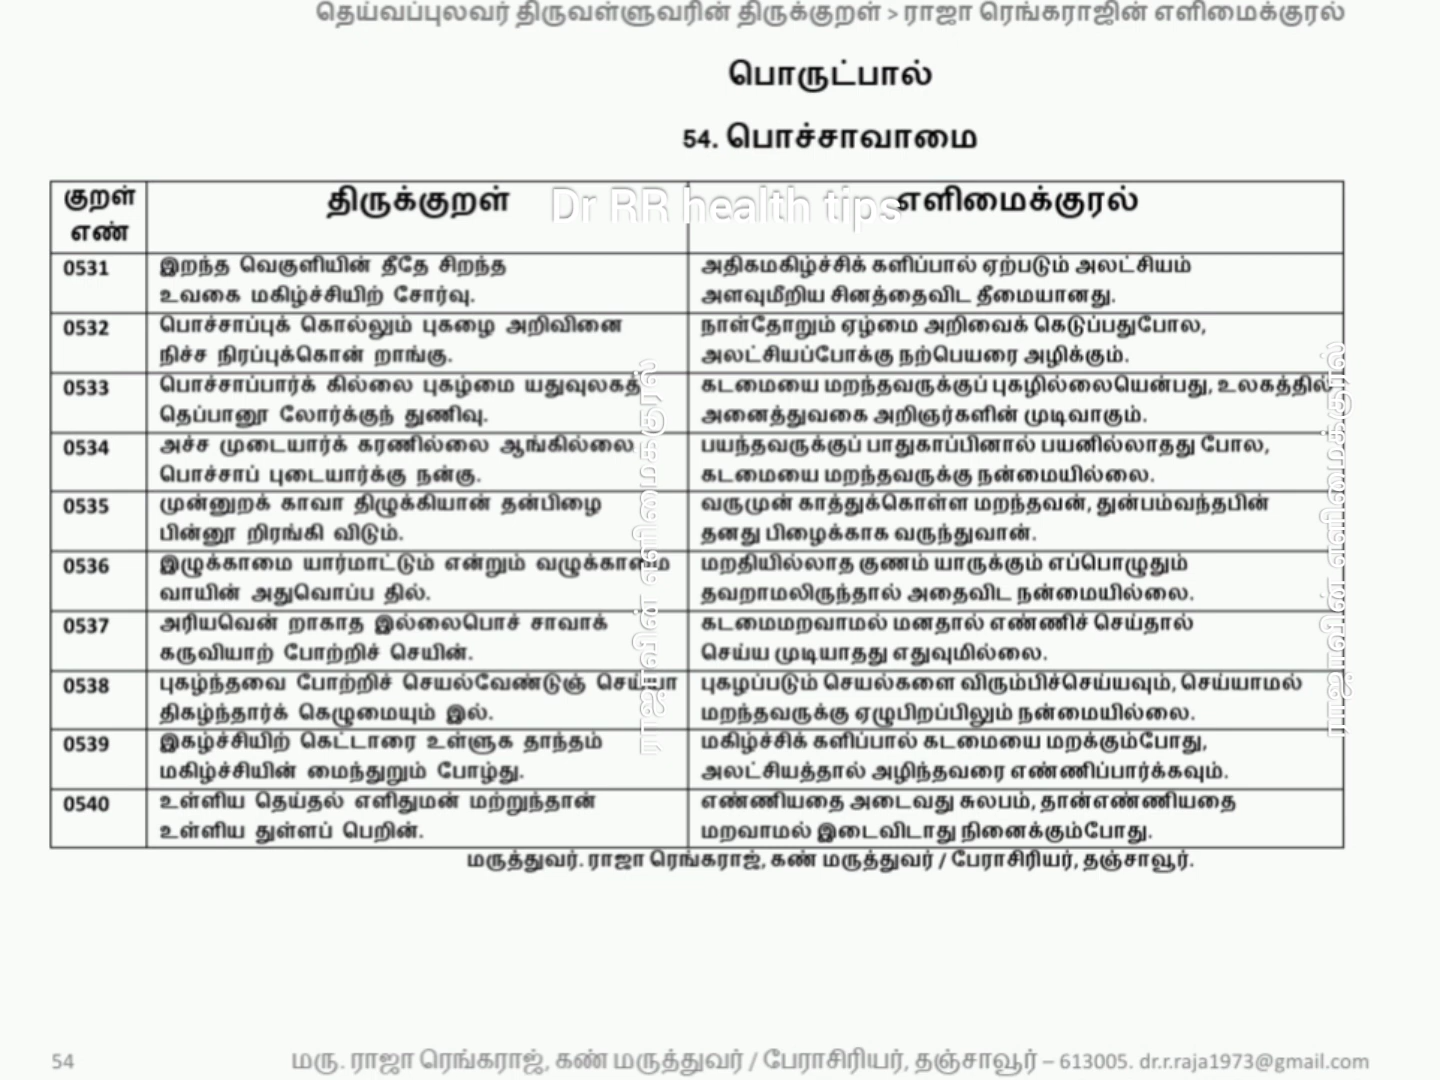 தெய்வப்புலவர் திருவள்ளுவரின் திருக்குறள் > ராஜா ரெங்கராஜின் எளிமைக்குரல்
பொருட்பால்
54. பொச்சாவாமை
குறள் எண்
திருக்குறள்
Dr RR health tips
எளிமைக்குரல்
0531
இறந்த வெகுளியின் தீதே சிறந்த
உவகை மகிழ்ச்சியிற் சோர்வு.
அதிகமகிழ்ச்சிக் களிப்பால் ஏற்படும் அலட்சியம்
அளவுமீறிய சினத்தைவிட தீமையானது.
0532
பொச்சாப்புக் கொல்லும் புகழை அறிவினை
நிச்ச நிரப்புக்கொன் றாங்கு.
நாள்தோறும் ஏழ்மை அறிவைக் கெடுப்பதுபோல,
அலட்சியப்போக்கு நற்பெயரை அழிக்கும்.
0533
பொச்சாப்பார்க் கில்லை புகழ்மை யதுவுலகத்
தெப்பானூ லோர்க்குந் துணிவு.
கடமையை மறந்தவருக்குப் புகழில்லையென்பது, உலகத்தில்
அனைத்துவகை அறிஞர்களின் முடிவாகும்.
0534
அச்ச முடையார்க் கரணில்லை ஆங்கில்லை
பொச்சாப் புடையார்க்கு நன்கு.
பயந்தவருக்குப் பாதுகாப்பினால் பயனில்லாதது போல,
கடமையை மறந்தவருக்கு நன்மையில்லை.
0535
முன்னுறக் காவா திழுக்கியான் தன்பிழை
பின்னூ றிரங்கி விடும்.
வருமுன் காத்துக்கொள்ள மறந்தவன், துன்பம்வந்தபின்
தனது பிழைக்காக வருந்துவான்.
0536
இழுக்காமை யார்மாட்டும் என்றும் வழுக்காமை
வாயின் அதுவொப்ப தில்.
மறதியில்லாத குணம் யாருக்கும் எப்பொழுதும்
தவறாமலிருந்தால் அதைவிட நன்மையில்லை.
0537
அரியவென் றாகாத இல்லைபொச் சாவாக்
கருவியாற் போற்றிச் செயின்.
கடமைமறவாமல் மனதால் எண்ணிச் செய்தால்
செய்ய முடியாதது எதுவுமில்லை.
0538
புகழ்ந்தவை போற்றிச் செயல்வேண்டுஞ் செய்யா
திகழ்ந்தார்க் கெழுமையும் இல்.
புகழப்படும் செயல்களை விரும்பிச்செய்யவும், செய்யாமல்
மறந்தவருக்கு ஏழுபிறப்பிலும் நன்மையில்லை.
0539
இகழ்ச்சியிற் கெட்டாரை உள்ளுக தாந்தம்
மகிழ்ச்சியின் மைந்துறும் போழ்து.
மகிழ்ச்சிக் களிப்பால் கடமையை மறக்கும்போது,
அலட்சியத்தால் அழிந்தவரை எண்ணிப்பார்க்கவும்.
0540
உள்ளிய தெய்தல் எளிதுமன் மற்றுந்தான்
உள்ளிய துள்ளப் பெறின்.
எண்ணியதை அடைவது சுலபம், தான்எண்ணியதை
மறவாமல் இடைவிடாது நினைக்கும்போது.
ராஜாவின் எளிமைக்குரல்
ராஜாவின் எளிமைக்குரல்
மருத்துவர். ராஜா ரெங்கராஜ், கண் மருத்துவர் / பேராசிரியர், தஞ்சாவூர்.
54
மரு. ராஜா ரெங்கராஜ், கண் மருத்துவர் / பேராசிரியர், தஞ்சாவூர் – 613005. dr.r.raja1973@gmail.com